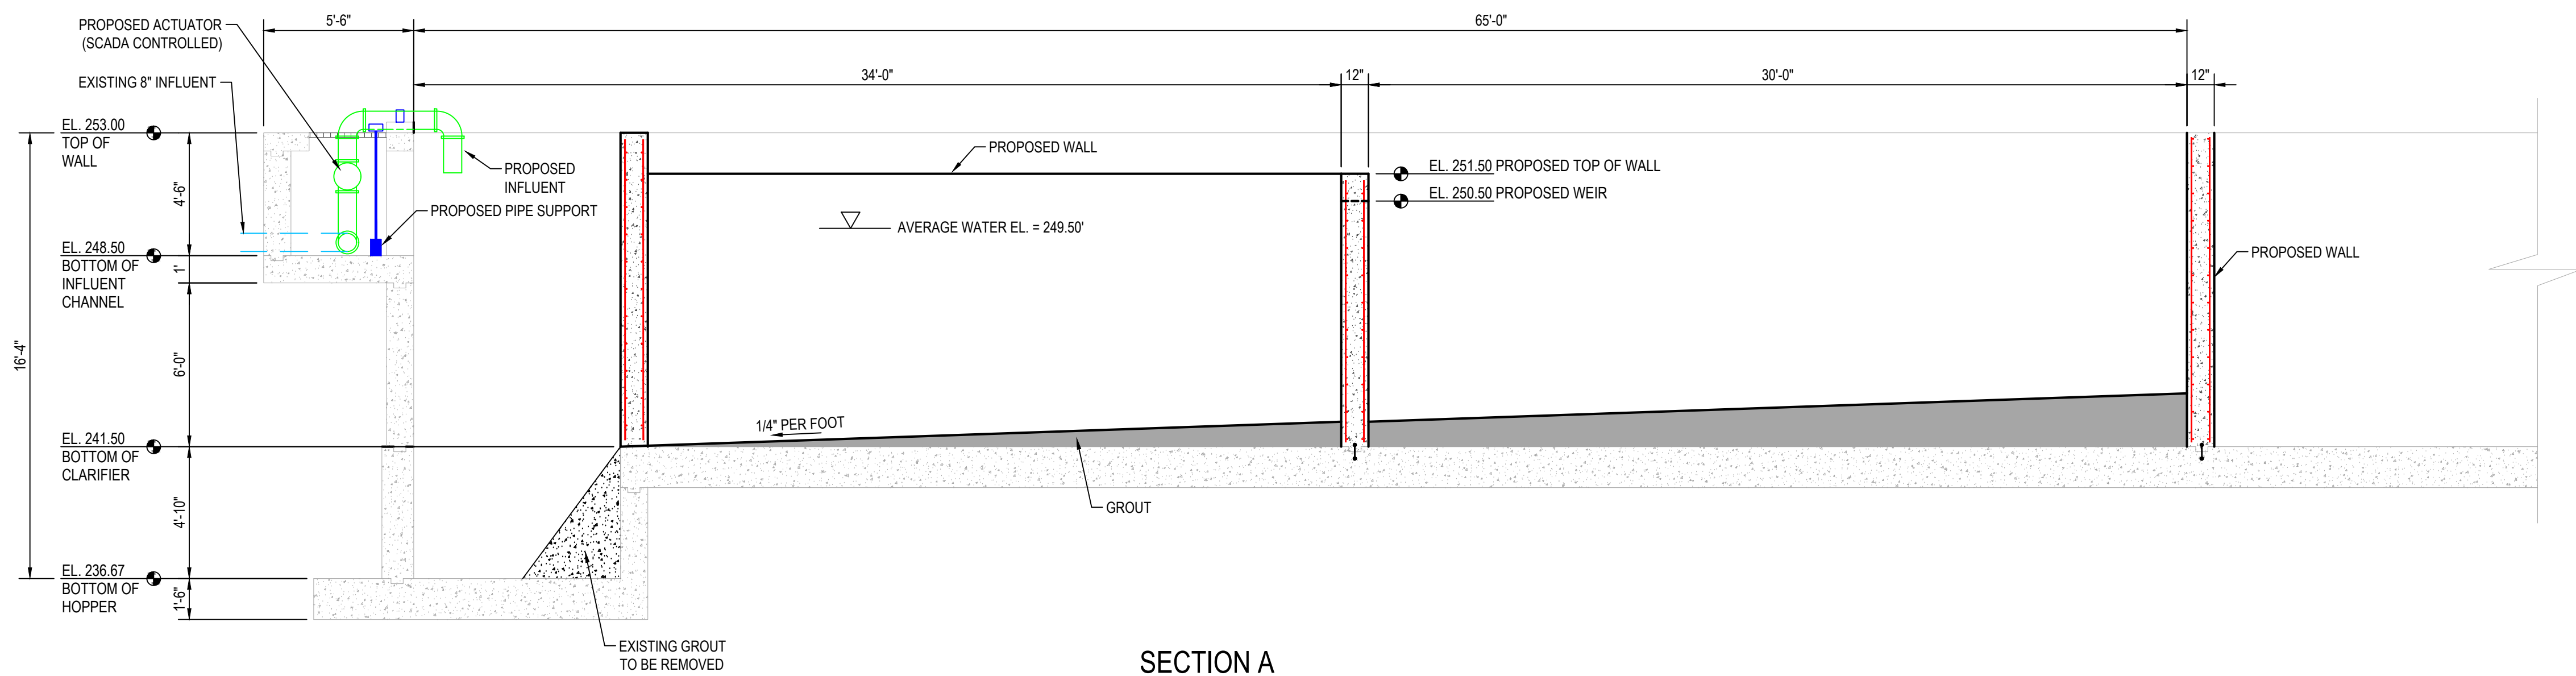 5'-6"
65'-0"
PROPOSED ACTUATOR
(SCADA CONTROLLED)
EXISTING 8" INFLUENT
34'-0"
12"
30'-0"
12"
EL. 253.00
TOP OF
WALL
4'-6"
PROPOSED
INFLUENT
PROPOSED WALL
EL. 251.50 PROPOSED TOP OF WALL
EL. 250.50 PROPOSED WEIR
PROPOSED PIPE SUPPORT
AVERAGE WATER EL. = 249.50'
EL. 248.50
BOTTOM OF
INFLUENT
CHANNEL
1'
PROPOSED WALL
16'-4"
6'-0"
1/4" PER FOOT
EL. 241.50
BOTTOM OF
CLARIFIER
4'-10"
GROUT
EL. 236.67
BOTTOM OF
HOPPER
1'-6"
EXISTING GROUT
TO BE REMOVED
SECTION A